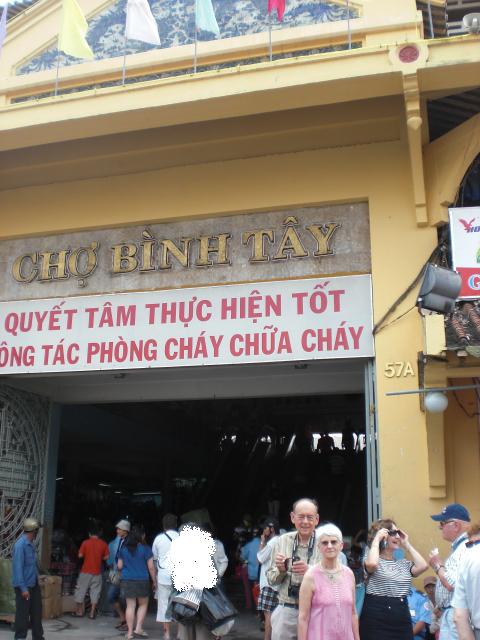 CHỢ BÌNH TÂY
QUYẾT TÂM THỰC HIỆN TỐT
ÔNG TÁC PHÒNG CHÁY CHỮA CHÁY
57A